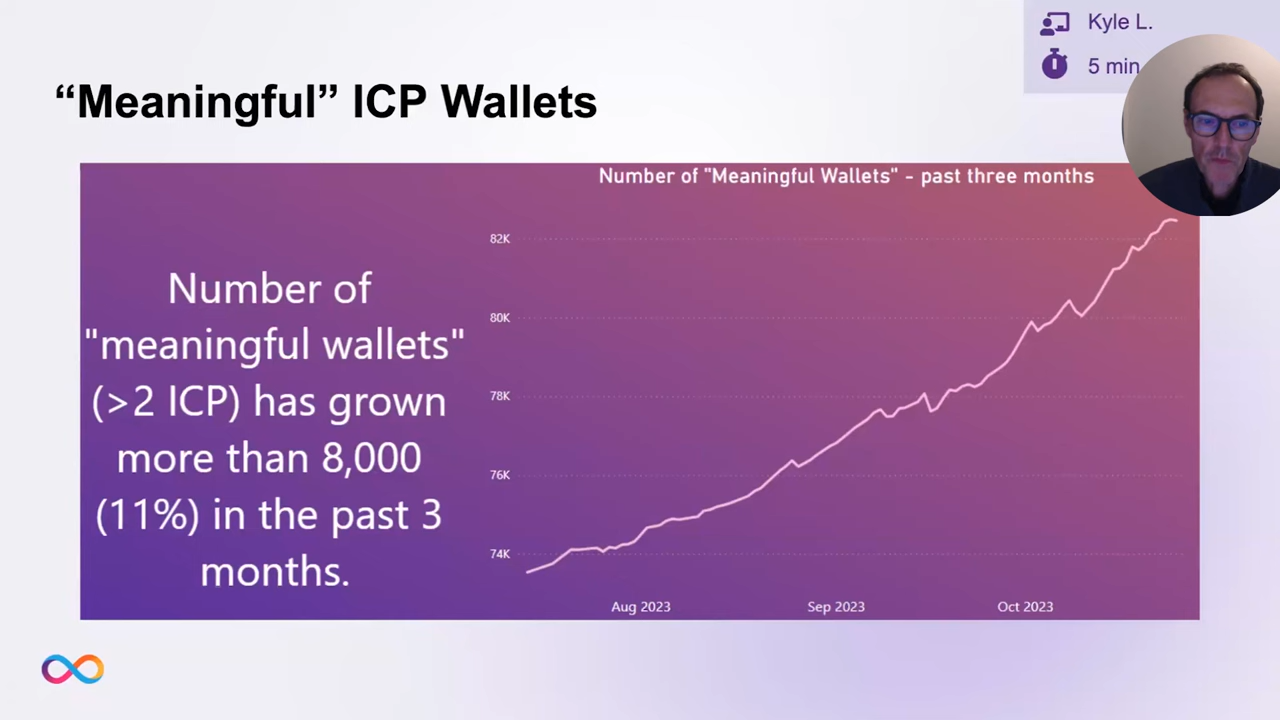 Kyle L.
5 min
“Meaningful” ICP Wallets
Number of "Meaningful Wallets" - past three months
Number of
"meaningful wallets"
(>2 ICP) has grown
more than 8,000
(11%) in the past 3
months.
82K
80K
78K
76K
74K
Aug 2023
Sep 2023
Oct 2023